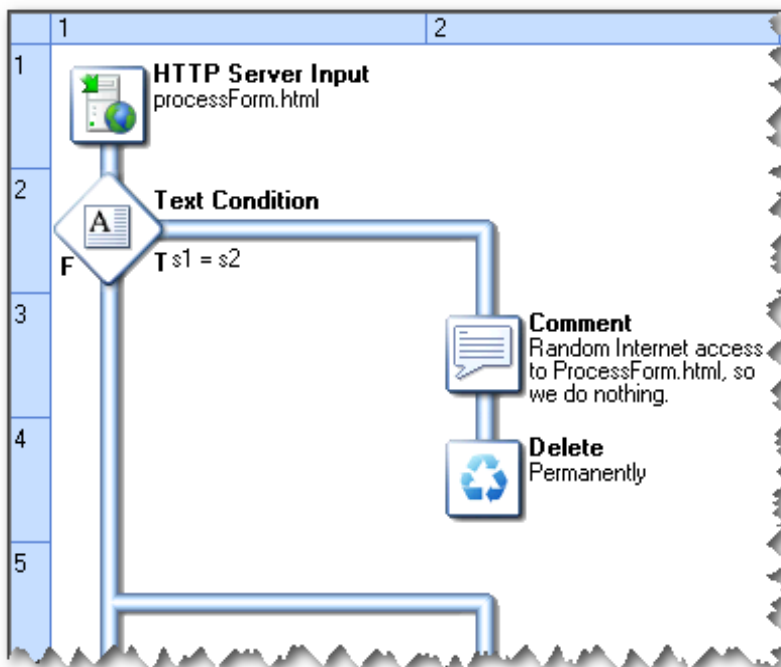 1
2
1
HTTP Server Input
processForm.html
2
A
Text Condition
F
T s1 = s2
3
Comment
Random Internet access
to ProcessForm.html, so
we do nothing.
4
Delete
Permanently
5